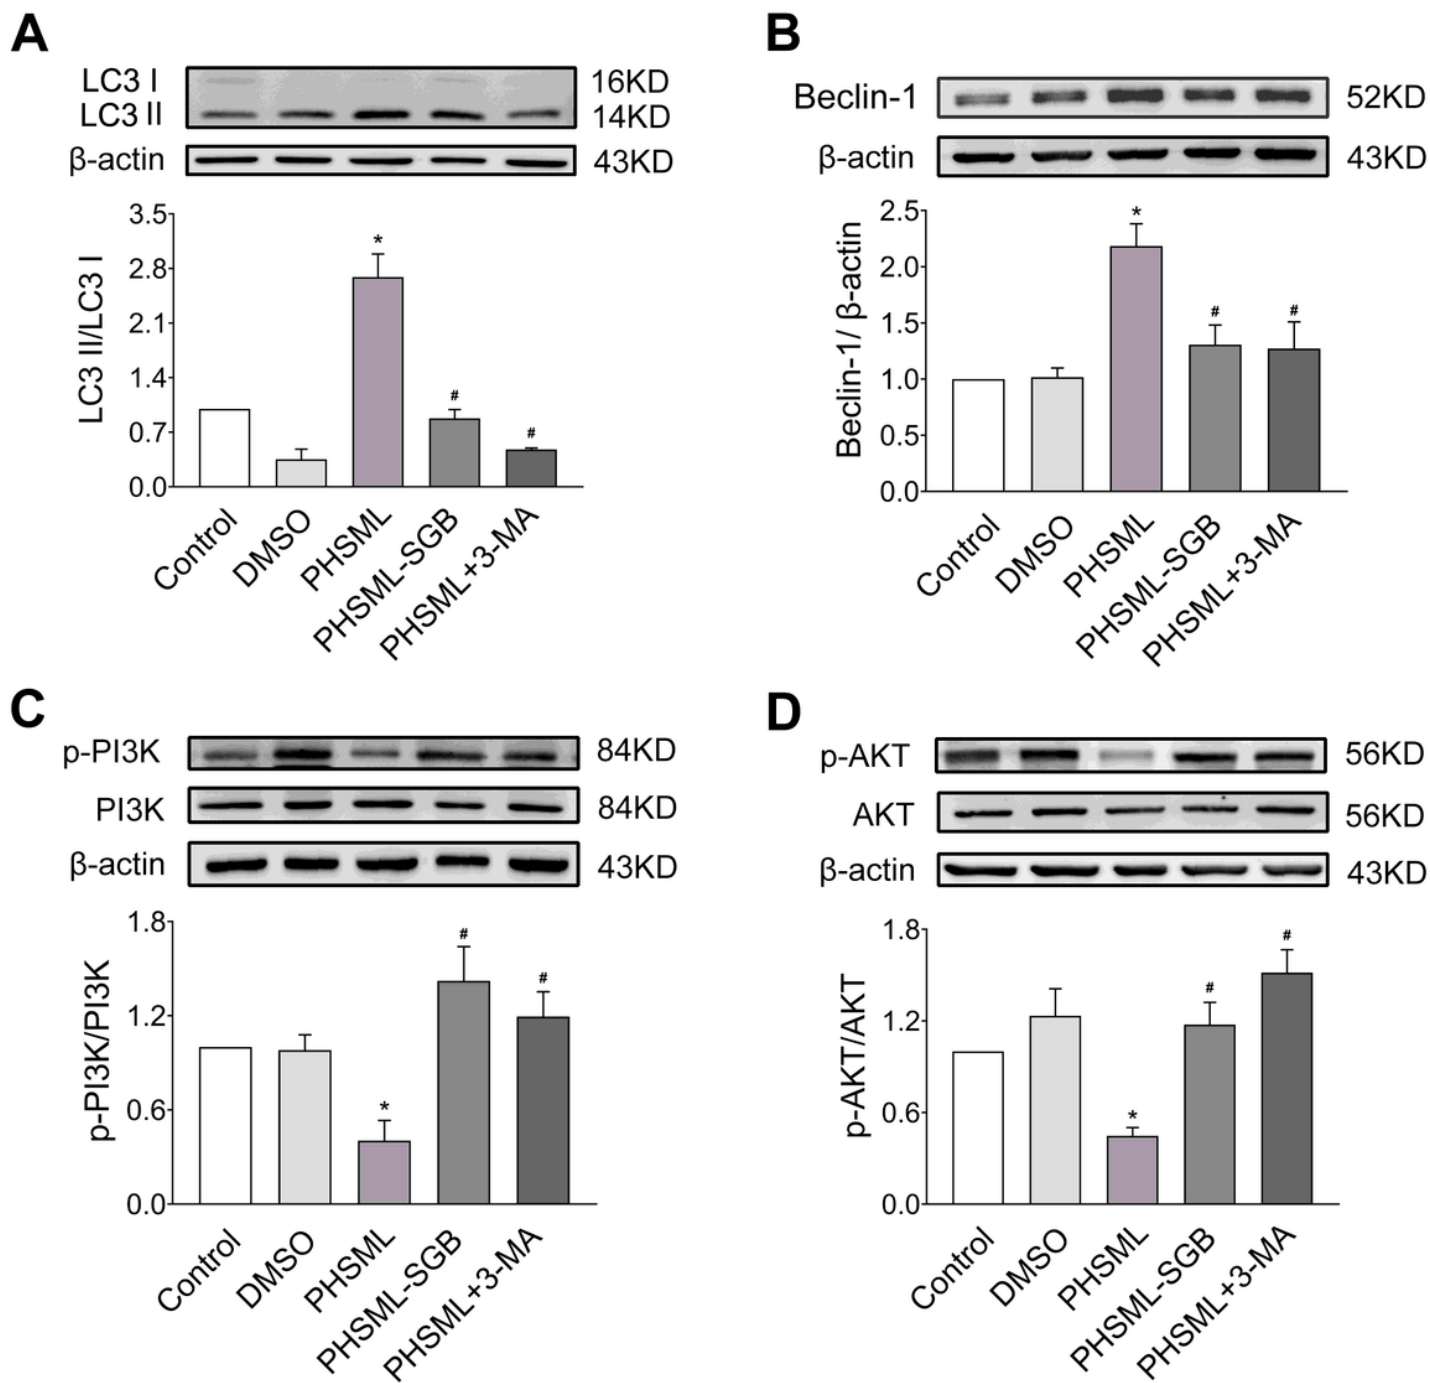 A
LC3 I 16KD
LC3 II 14KD
β-actin 43KD
3.5
2.8
2.1
1.4
0.7
0.0
LC3 II/LC3 I
*
#
#
Control
DMSO
PHSML
PHSML-SGB
PHSML+3-MA
B
Beclin-1 52KD
β-actin 43KD
2.5
2.0
1.5
1.0
0.5
0.0
Beclin-1/ β-actin
*
#
#
Control
DMSO
PHSML
PHSML-SGB
PHSML+3-MA
C
p-PI3K 84KD
PI3K 84KD
β-actin 43KD
1.8
1.2
0.6
0.0
p-PI3K/PI3K
*
#
#
Control
DMSO
PHSML
PHSML-SGB
PHSML+3-MA
D
p-AKT 56KD
AKT 56KD
β-actin 43KD
1.8
1.2
0.6
0.0
p-AKT/AKT
*
#
#
Control
DMSO
PHSML
PHSML-SGB
PHSML+3-MA